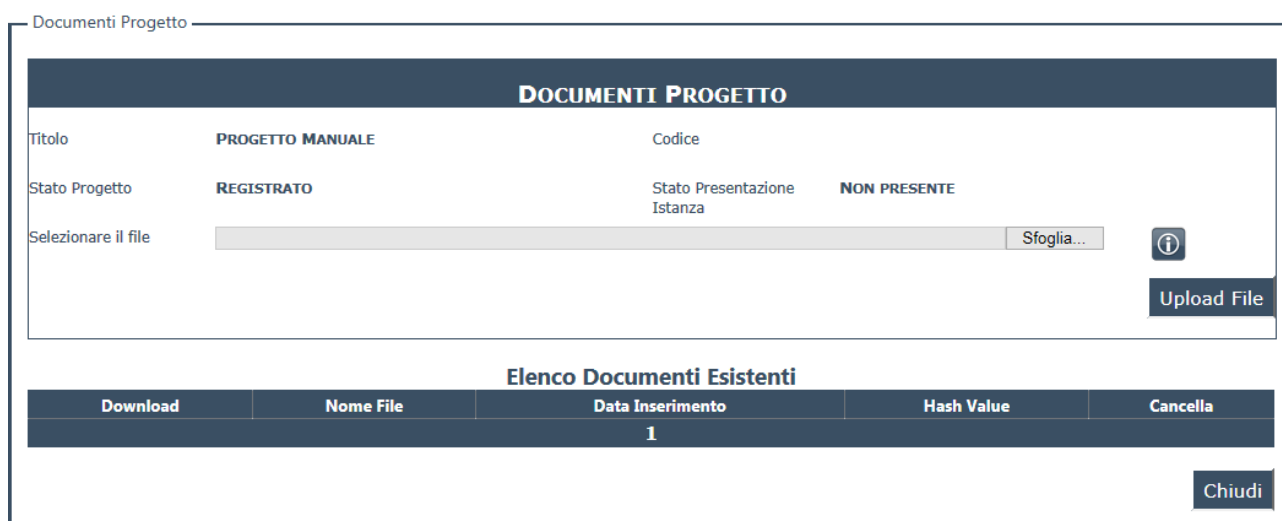 Documenti Progetto
DOCUMENTI PROGETTO
Titolo PROGETTO MANUALE Codice
Stato Progetto REGISTRATO Stato Presentazione Istanza NON PRESENTE
Selezionare il file Sfoglia...
Upload File
Elenco Documenti Esistenti
Download Nome File Data Inserimento Hash Value Cancella
1
Chiudi